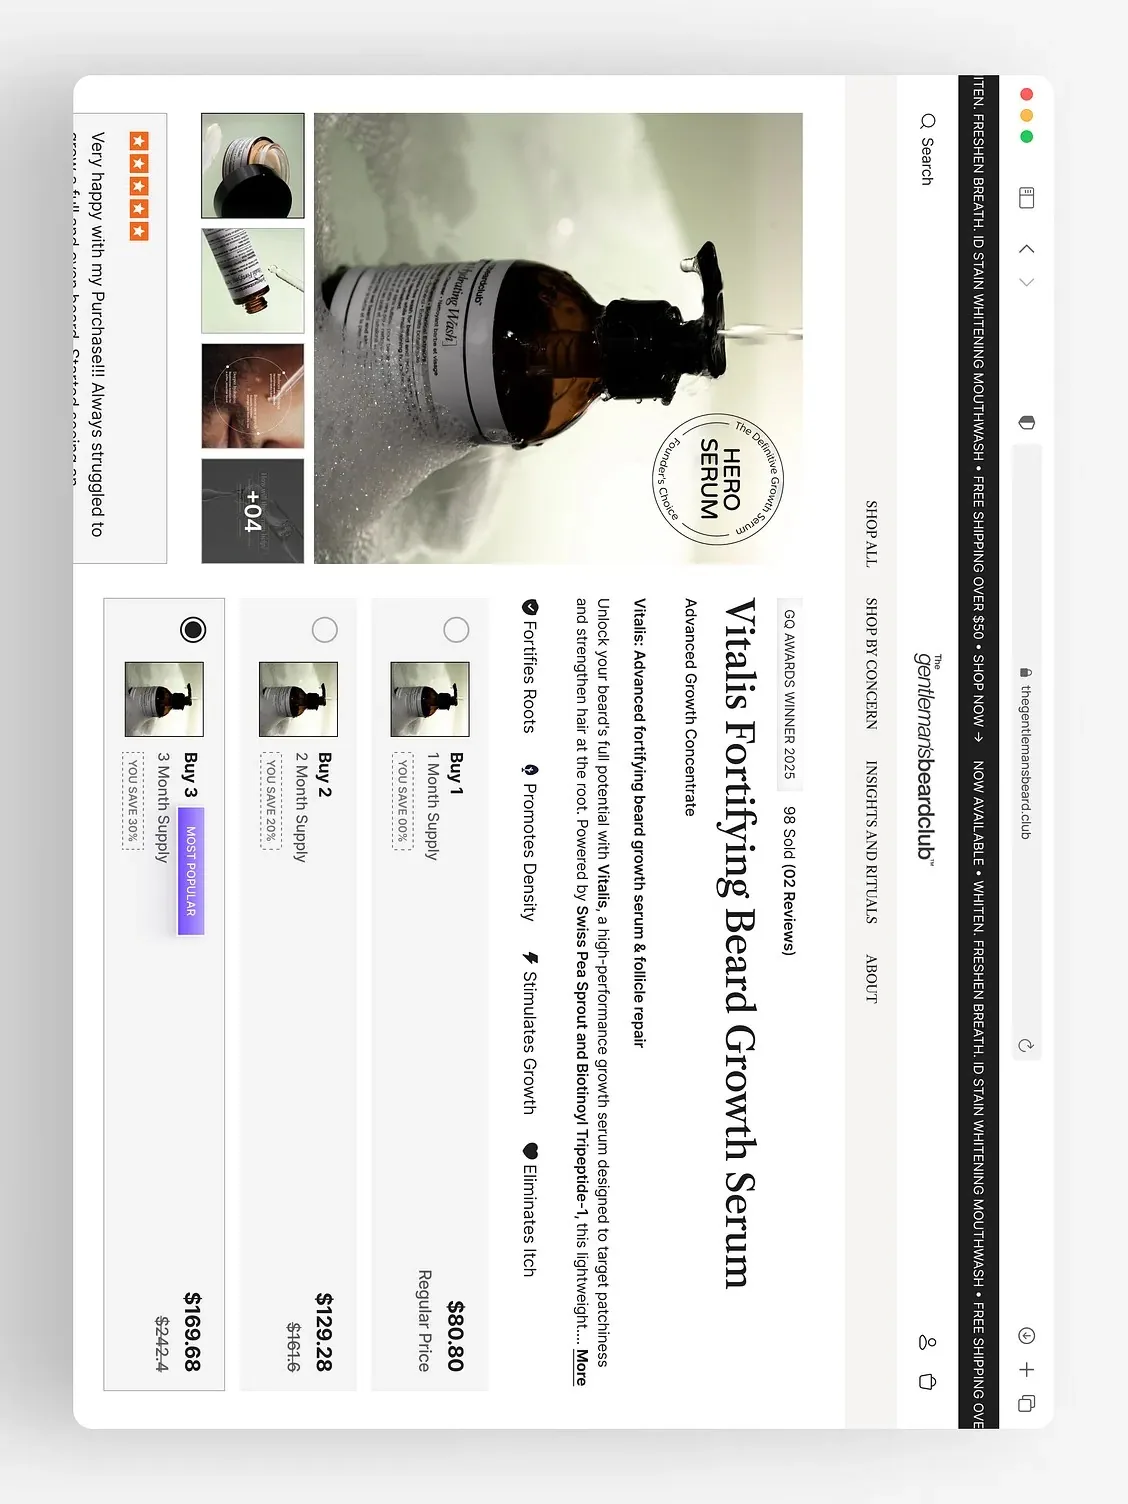 thegentlemansbeard.club
ITEN. FRESHEN BREATH. ID STAIN WHITENING MOUTHWASH • FREE SHIPPING OVER $50 • SHOP NOW → NOW AVAILABLE • WHITEN. FRESHEN BREATH. ID STAIN WHITENING MOUTHWASH • FREE SHIPPING OVE
Search
The
gentleman'sbeardclub™
SHOP ALL SHOP BY CONCERN INSIGHTS AND RITUALS ABOUT
The Definitive Growth Serum
HERO
SERUM
Founder's Choice
beardclub
Hydrating Wash
+04
Very happy with my Purchase!!! Always struggled to
GQ AWARDS WINNER 2025 98 Sold (02 Reviews)
Vitalis Fortifying Beard Growth Serum
Advanced Growth Concentrate
Vitalis: Advanced fortifying beard growth serum & follicle repair
Unlock your beard's full potential with Vitalis, a high-performance growth serum designed to target patchiness
and strengthen hair at the root. Powered by Swiss Pea Sprout and Biotinoyl Tripeptide-1, this lightweight.... More
Fortifies Roots Promotes Density Stimulates Growth Eliminates Itch
Buy 1 $80.80
1 Month Supply Regular Price
YOU SAVE 00%
Buy 2 $129.28
2 Month Supply $161.6
YOU SAVE 20%
MOST POPULAR
Buy 3 $169.68
3 Month Supply $242.4
YOU SAVE 30%